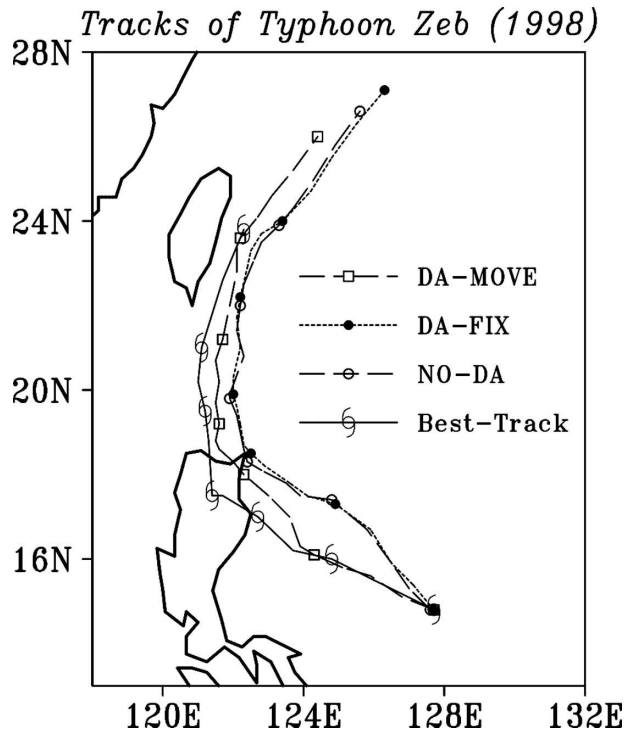 Tracks of Typhoon Zeb (1998)
28N
24N
20N
16N
DA-MOVE
DA-FIX
NO-DA
Best-Track
120E 124E 128E 132E